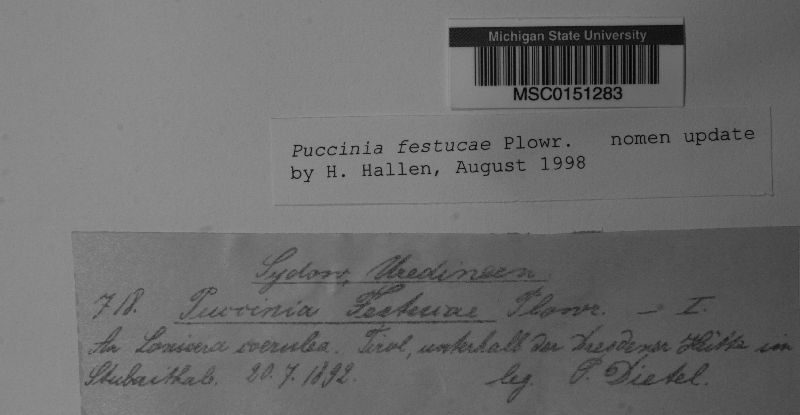 Michigan State University
MSC0151283
Puccinia festucae Plowr. nomen update
by H. Hallen, August 1998
Sydow, Uredineen
718. Puccinia Festucae Plowr. — I.
An Lonicera coerulea. Tirol, unterhalb der Dresdener Hütte im
Stubaithal. 20.7.1892. leg. P. Dietel.